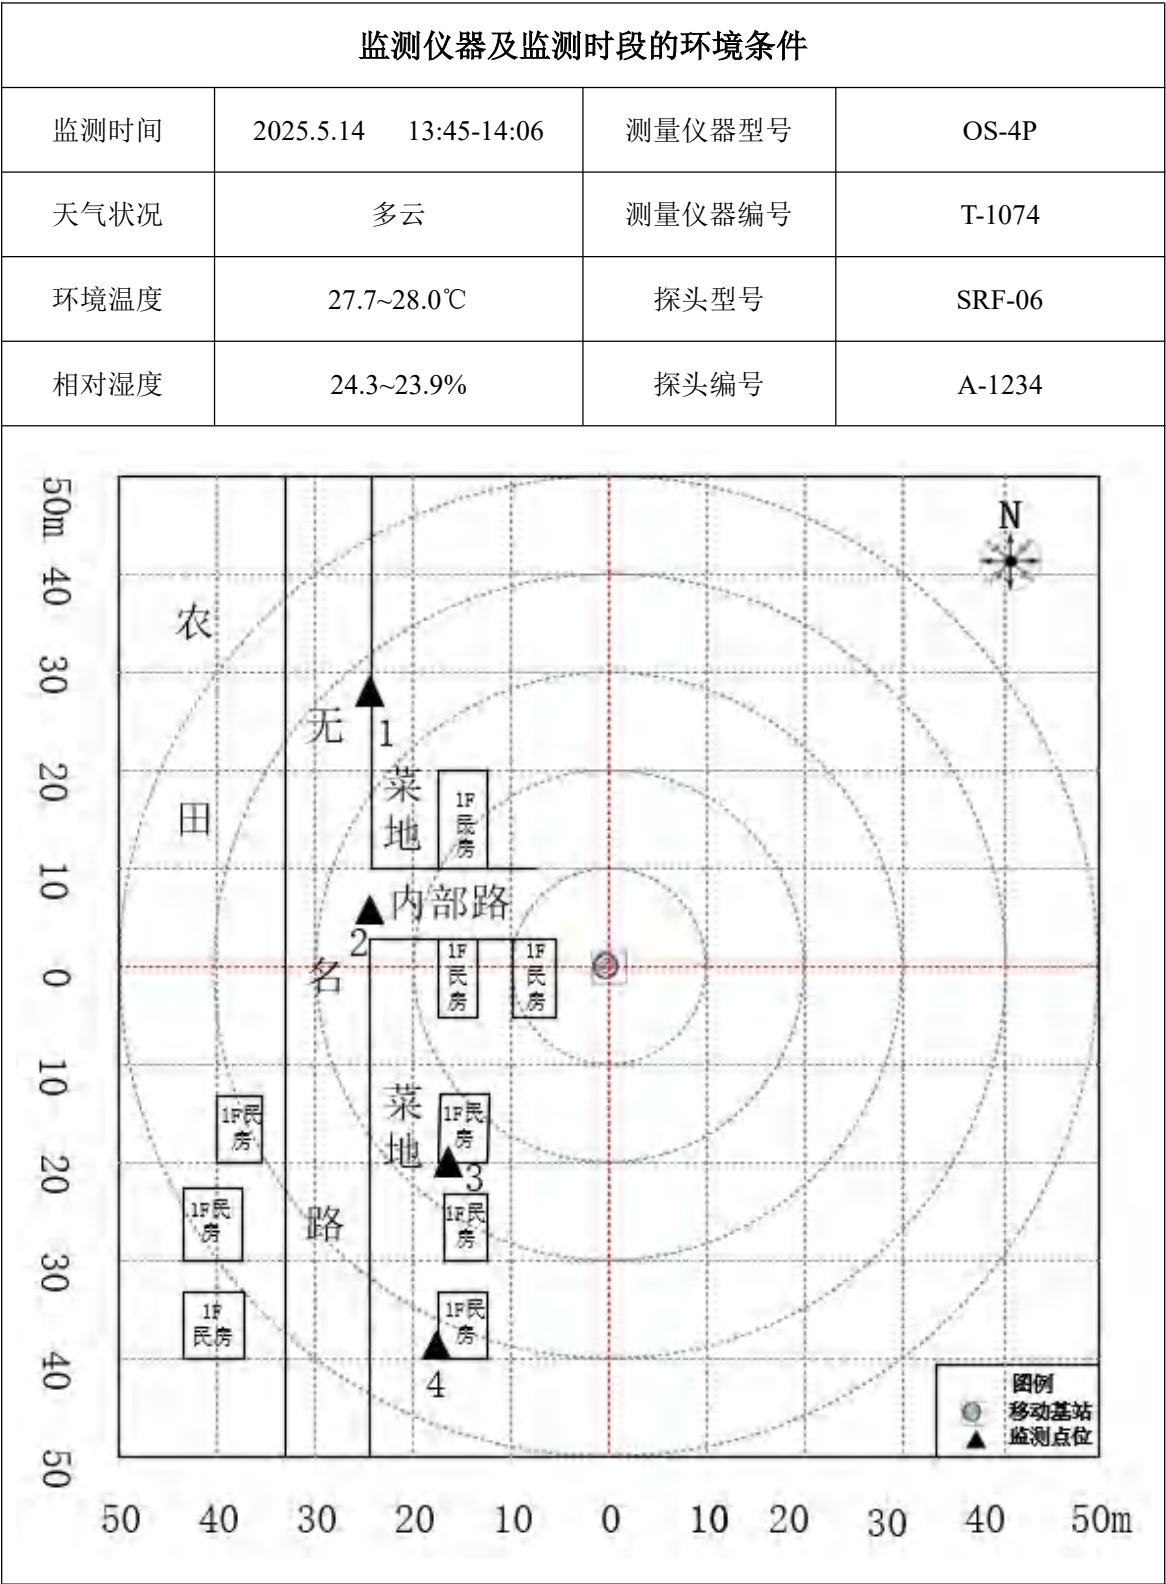 监测仪器及监测时段的环境条件
监测时间 2025.5.14 13:45-14:06 测量仪器型号 OS-4P
天气状况 多云 测量仪器编号 T-1074
环境温度 27.7~28.0℃ 探头型号 SRF-06
相对湿度 24.3~23.9% 探头编号 A-1234
50m
40
30
20
10
0
10
20
30
40
50
N
农
田
无
名
路
1
菜
地
1F
民
房
内部路
2
1F
民
房
1F
民
房
菜
地
1F民
房
3
1F民
房
1F民
房
4
1F民
房
1F民
房
1F
民房
图例
移动基站
监测点位
50 40 30 20 10 0 10 20 30 40 50m